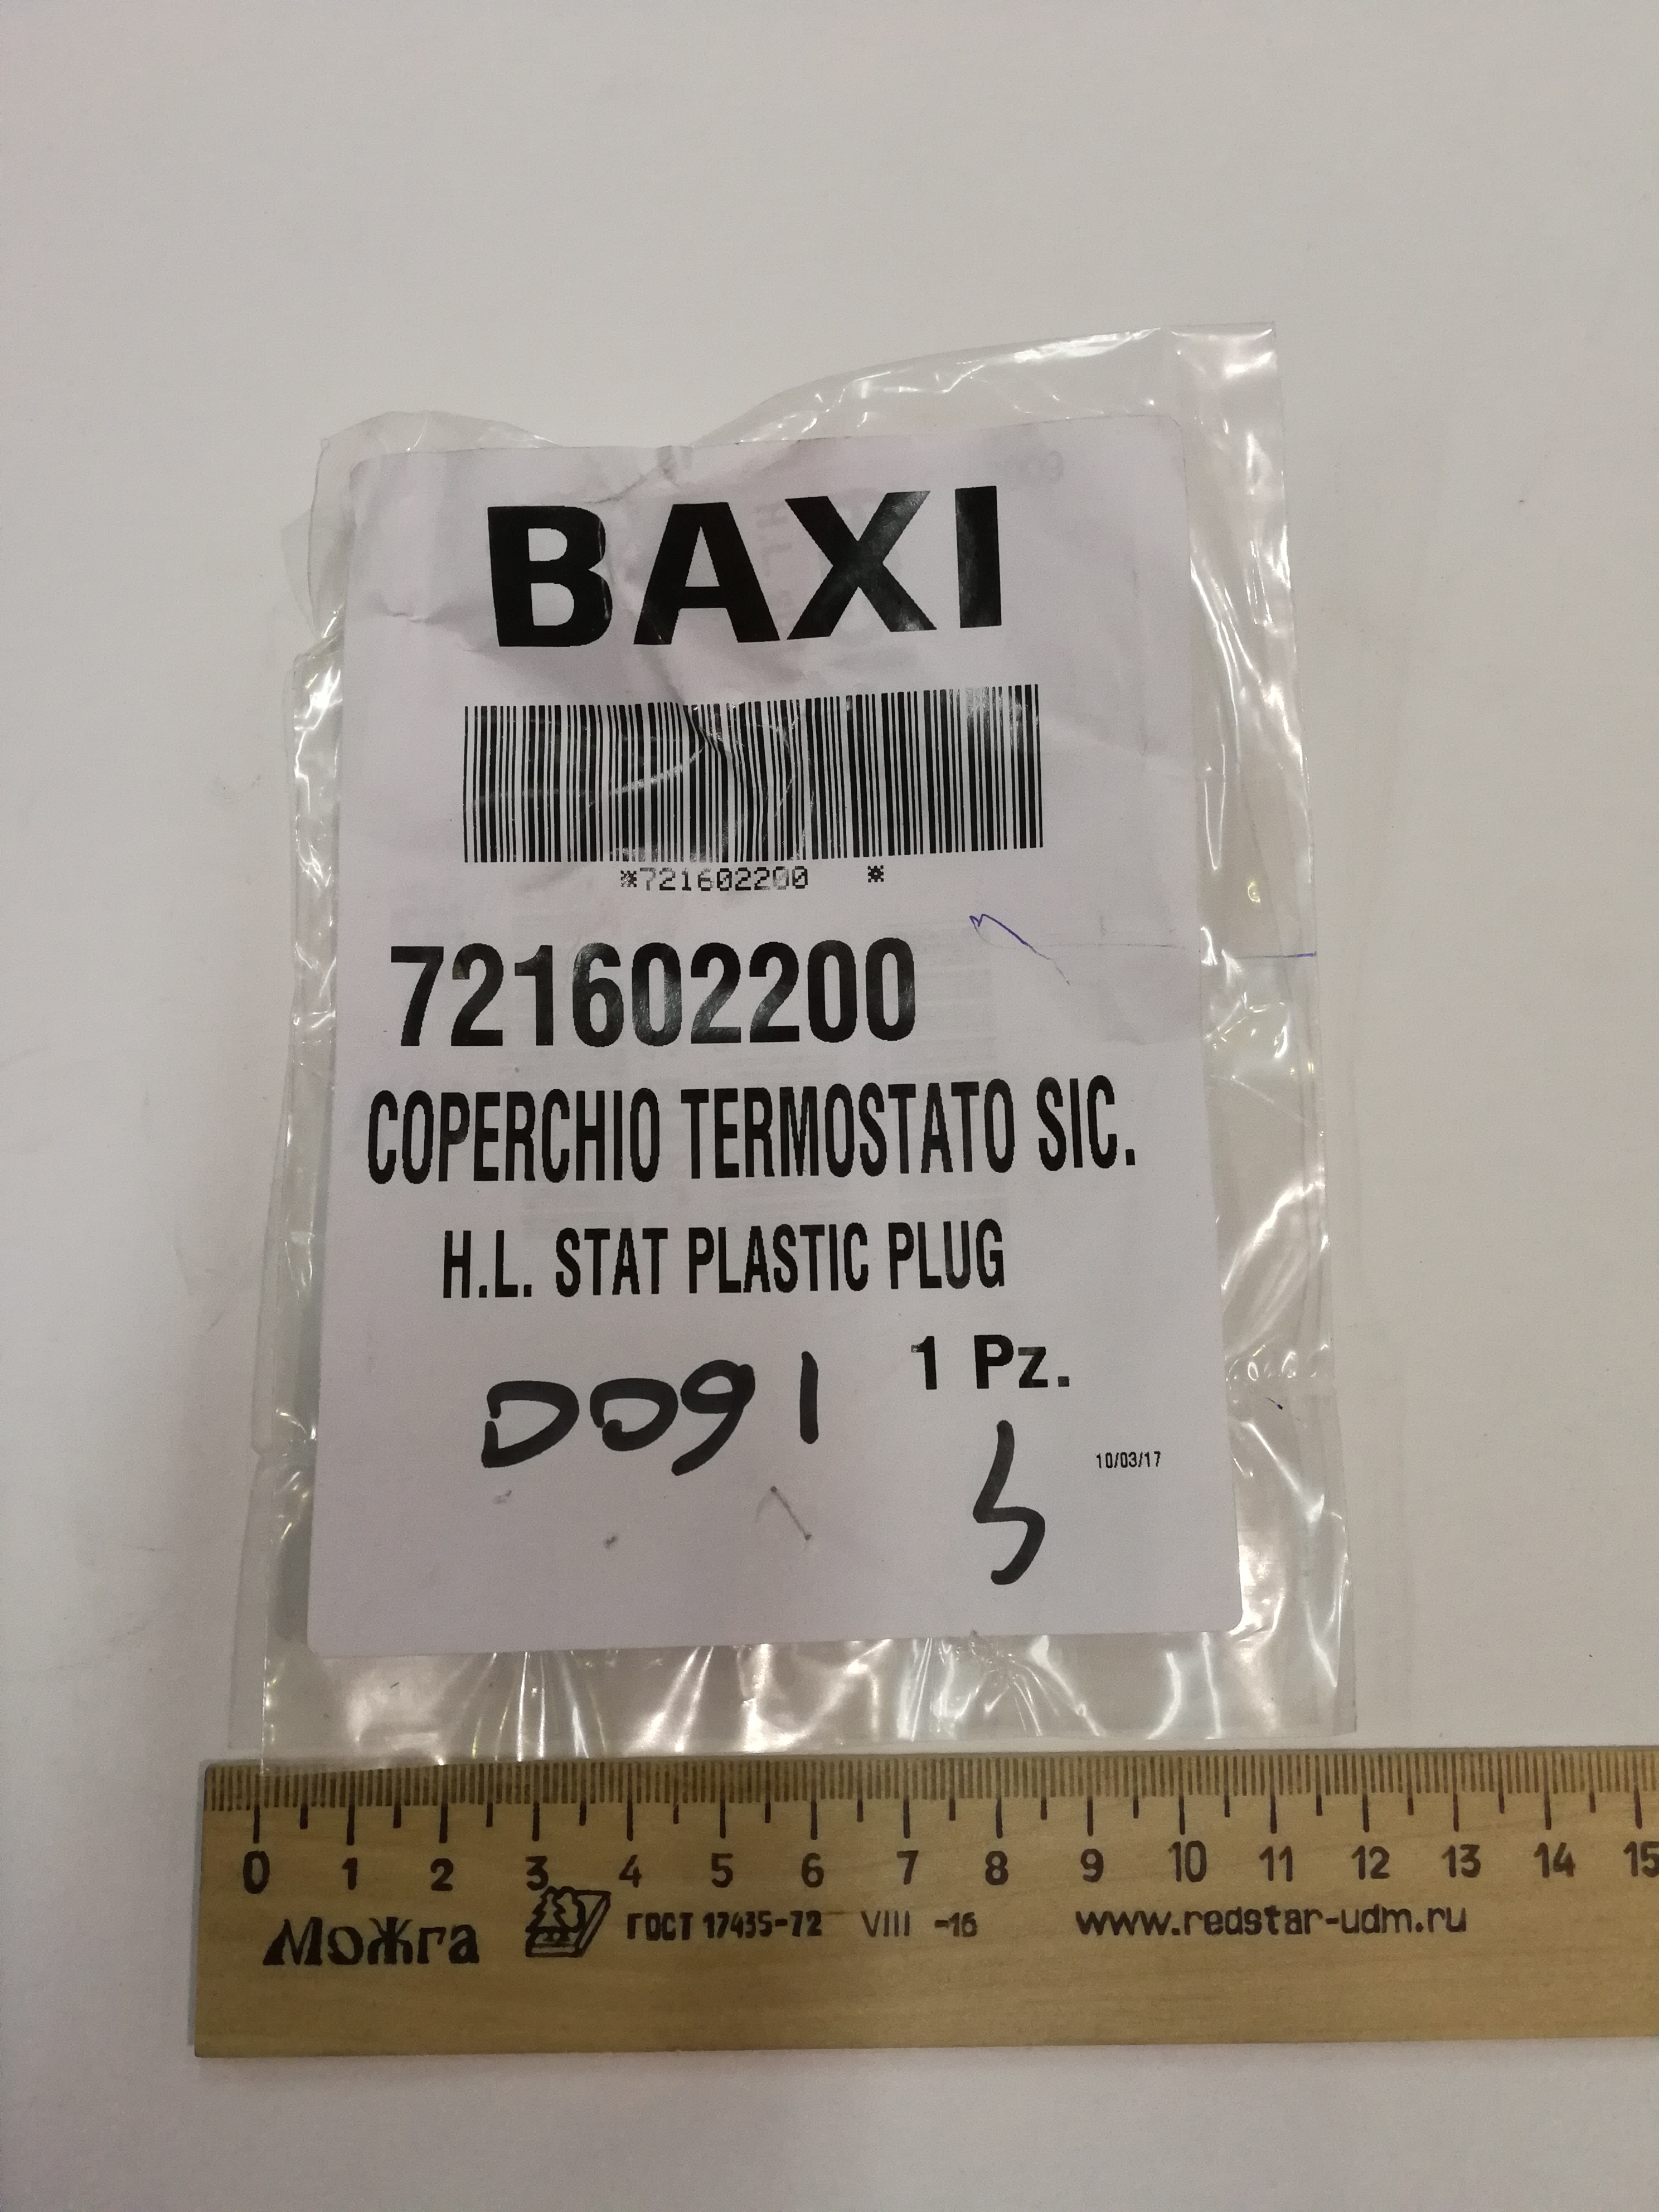 BAXI
*721602200 *
721602200
COPERCHIO TERMOSTATO SIC.
H.L. STAT PLASTIC PLUG
1 Pz.
0091
10/03/17
0 1 2 3 4 5 6 7 8 9 10 11 12 13 14 15
Можга ГОСТ 17435-72 VIII -16 www.redstar-udm.ru